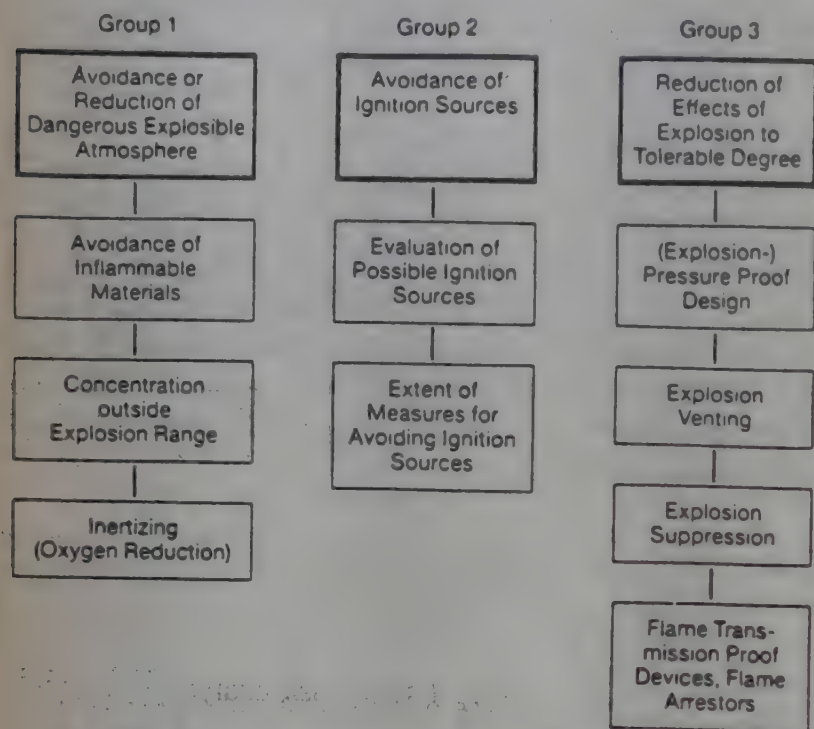 Group 1
Avoidance or
Reduction of
Dangerous Explosible
Atmosphere
Avoidance of
Inflammable
Materials
Concentration
outside
Explosion Range
Inertizing
(Oxygen Reduction)
Group 2
Avoidance of
Ignition Sources
Evaluation of
Possible Ignition
Sources
Extent of
Measures for
Avoiding Ignition
Sources
Group 3
Reduction of
Effects of
Explosion to
Tolerable Degree
(Explosion-)
Pressure Proof
Design
Explosion
Venting
Explosion
Suppression
Flame Trans-
mission Proof
Devices, Flame
Arrestors